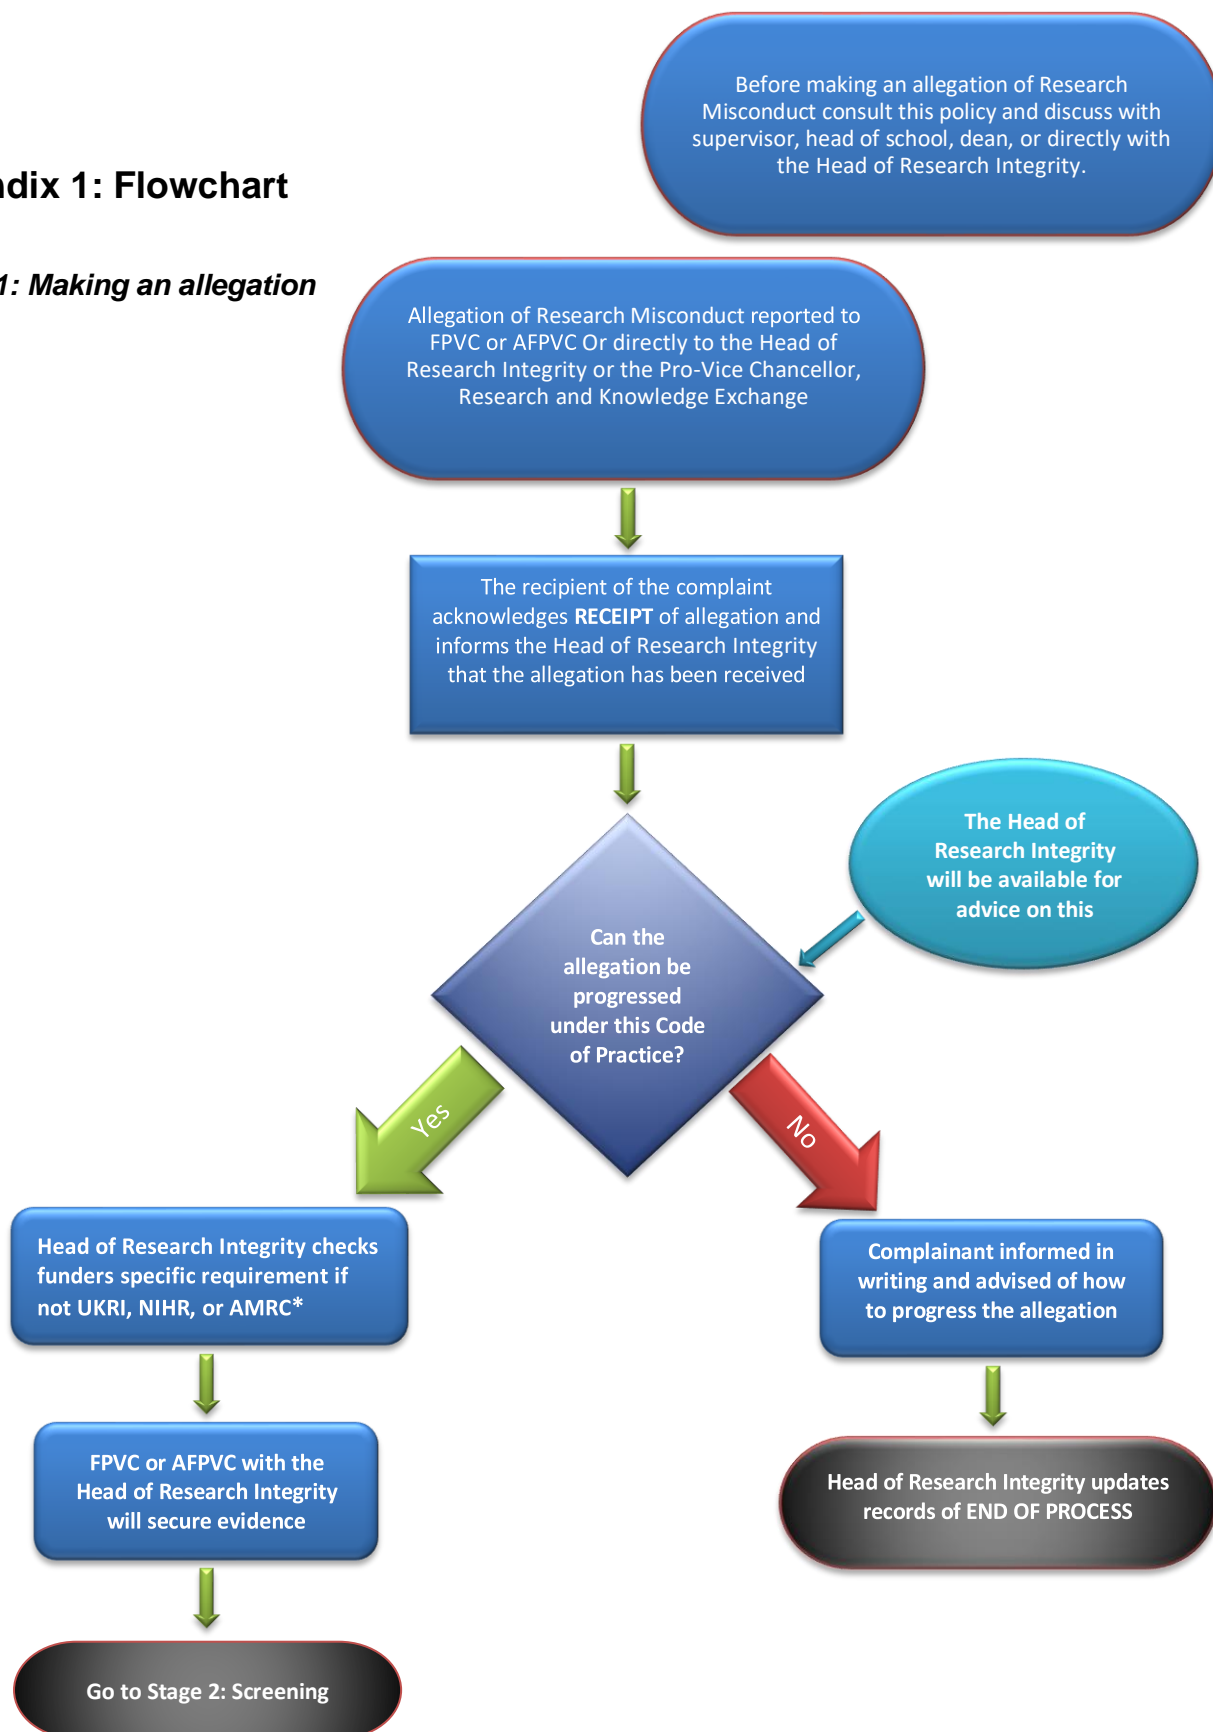 Before making an allegation of Research
Misconduct consult this policy and discuss with
supervisor, head of school, dean, or directly with
the Head of Research Integrity.
ndix 1: Flowchart
1: Making an allegation
Allegation of Research Misconduct reported to
FPVC or AFPVC Or directly to the Head of
Research Integrity or the Pro-Vice Chancellor,
Research and Knowledge Exchange
The recipient of the complaint
acknowledges RECEIPT of allegation and
informs the Head of Research Integrity
that the allegation has been received
The Head of
Research Integrity
will be available for
advice on this
Can the
allegation be
progressed
under this Code
of Practice?
Yes
No
Head of Research Integrity checks
funders specific requirement if
not UKRI, NIHR, or AMRC*
Complainant informed in
writing and advised of how
to progress the allegation
FPVC or AFPVC with the
Head of Research Integrity
will secure evidence
Head of Research Integrity updates
records of END OF PROCESS
Go to Stage 2: Screening